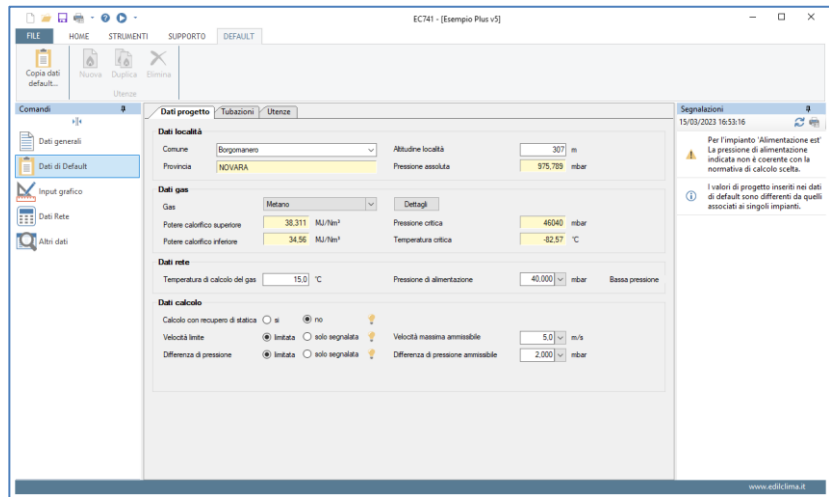 EC741 - [Esempio Plus v5]
FILE HOME STRUMENTI SUPPORTO DEFAULT
Copia dati default...
Nuova Duplica Elimina
Utenze
Comandi
Dati generali
Dati di Default
Input grafico
Dati Rete
Altri dati
Dati progetto Tubazioni Utenze
Dati località
Comune Borgomanero Altitudine località 307 m
Provincia NOVARA Pressione assoluta 975,789 mbar
Dati gas
Gas Metano Dettagli
Potere calorifico superiore 38,311 MJ/Nm³ Pressione critica 46040 mbar
Potere calorifico inferiore 34,56 MJ/Nm³ Temperatura critica -82,57 °C
Dati rete
Temperatura di calcolo del gas 15,0 °C Pressione di alimentazione 40,000 mbar Bassa pressione
Dati calcolo
Calcolo con recupero di statica si no
Velocità limite limitata solo segnalata Velocità massima ammissibile 5,0 m/s
Differenza di pressione limitata solo segnalata Differenza di pressione ammissibile 2,000 mbar
Segnalazioni
15/03/2023 16:53:16
Per l'impianto 'Alimentazione est'
La pressione di alimentazione
indicata non è coerente con la
normativa di calcolo scelta.
I valori di progetto inseriti nei dati
di default sono differenti da quelli
associati ai singoli impianti.
www.edilclima.it